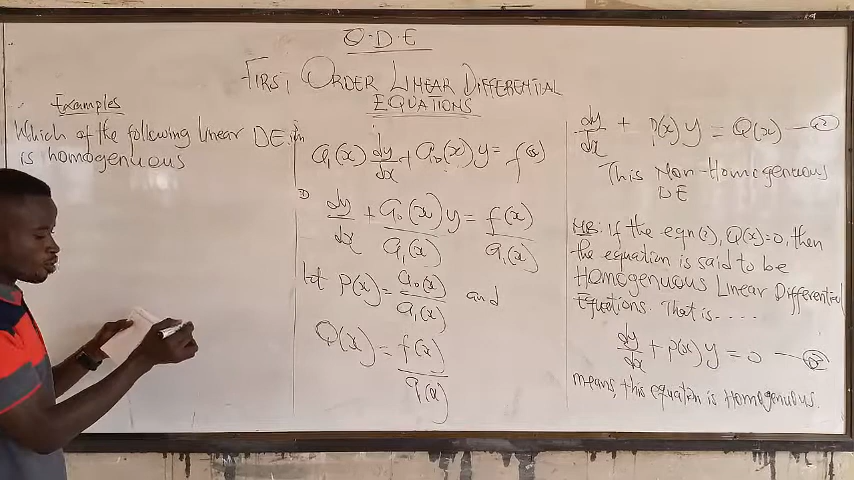 O.D.E
FIRST ORDER LINEAR DIFFERENTIAL
EQUATIONS
Examples
Which of the following linear DE
is homogenuous
a₁(x) dy/dx + a₀(x)y = f(x)
⇒ dy/dx + a₀(x)/a₁(x) y = f(x)/a₁(x)
let P(x) = a₀(x)/a₁(x) and
Q(x) = f(x)/a₁(x)
dy/dx + P(x)y = Q(x) — 2
This Non-Homogenuous
DE
NB: if the eqn(2), Q(x)=0, then
the equation is said to be
Homogenuous Linear Differential
Equations. That is.....
dy/dx + P(x)y = 0 —
means, this equation is Homogenuous.